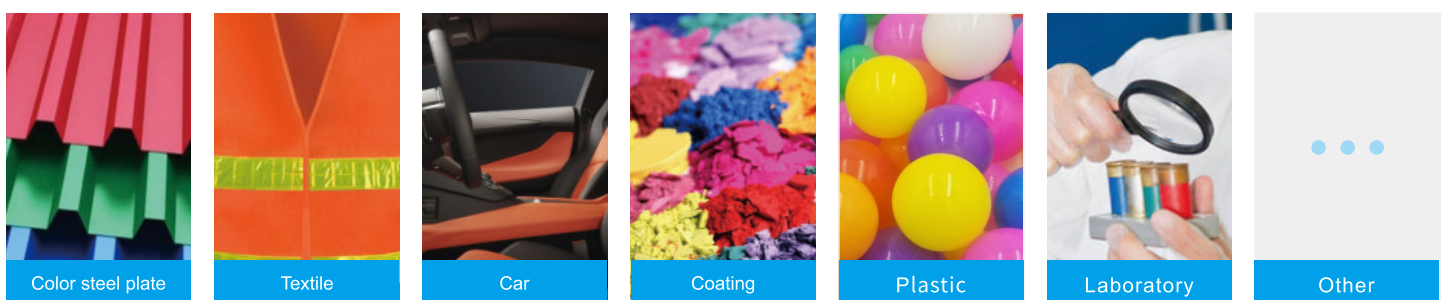 Color steel plate
Textile
Car
Coating
Plastic
Laboratory
Other